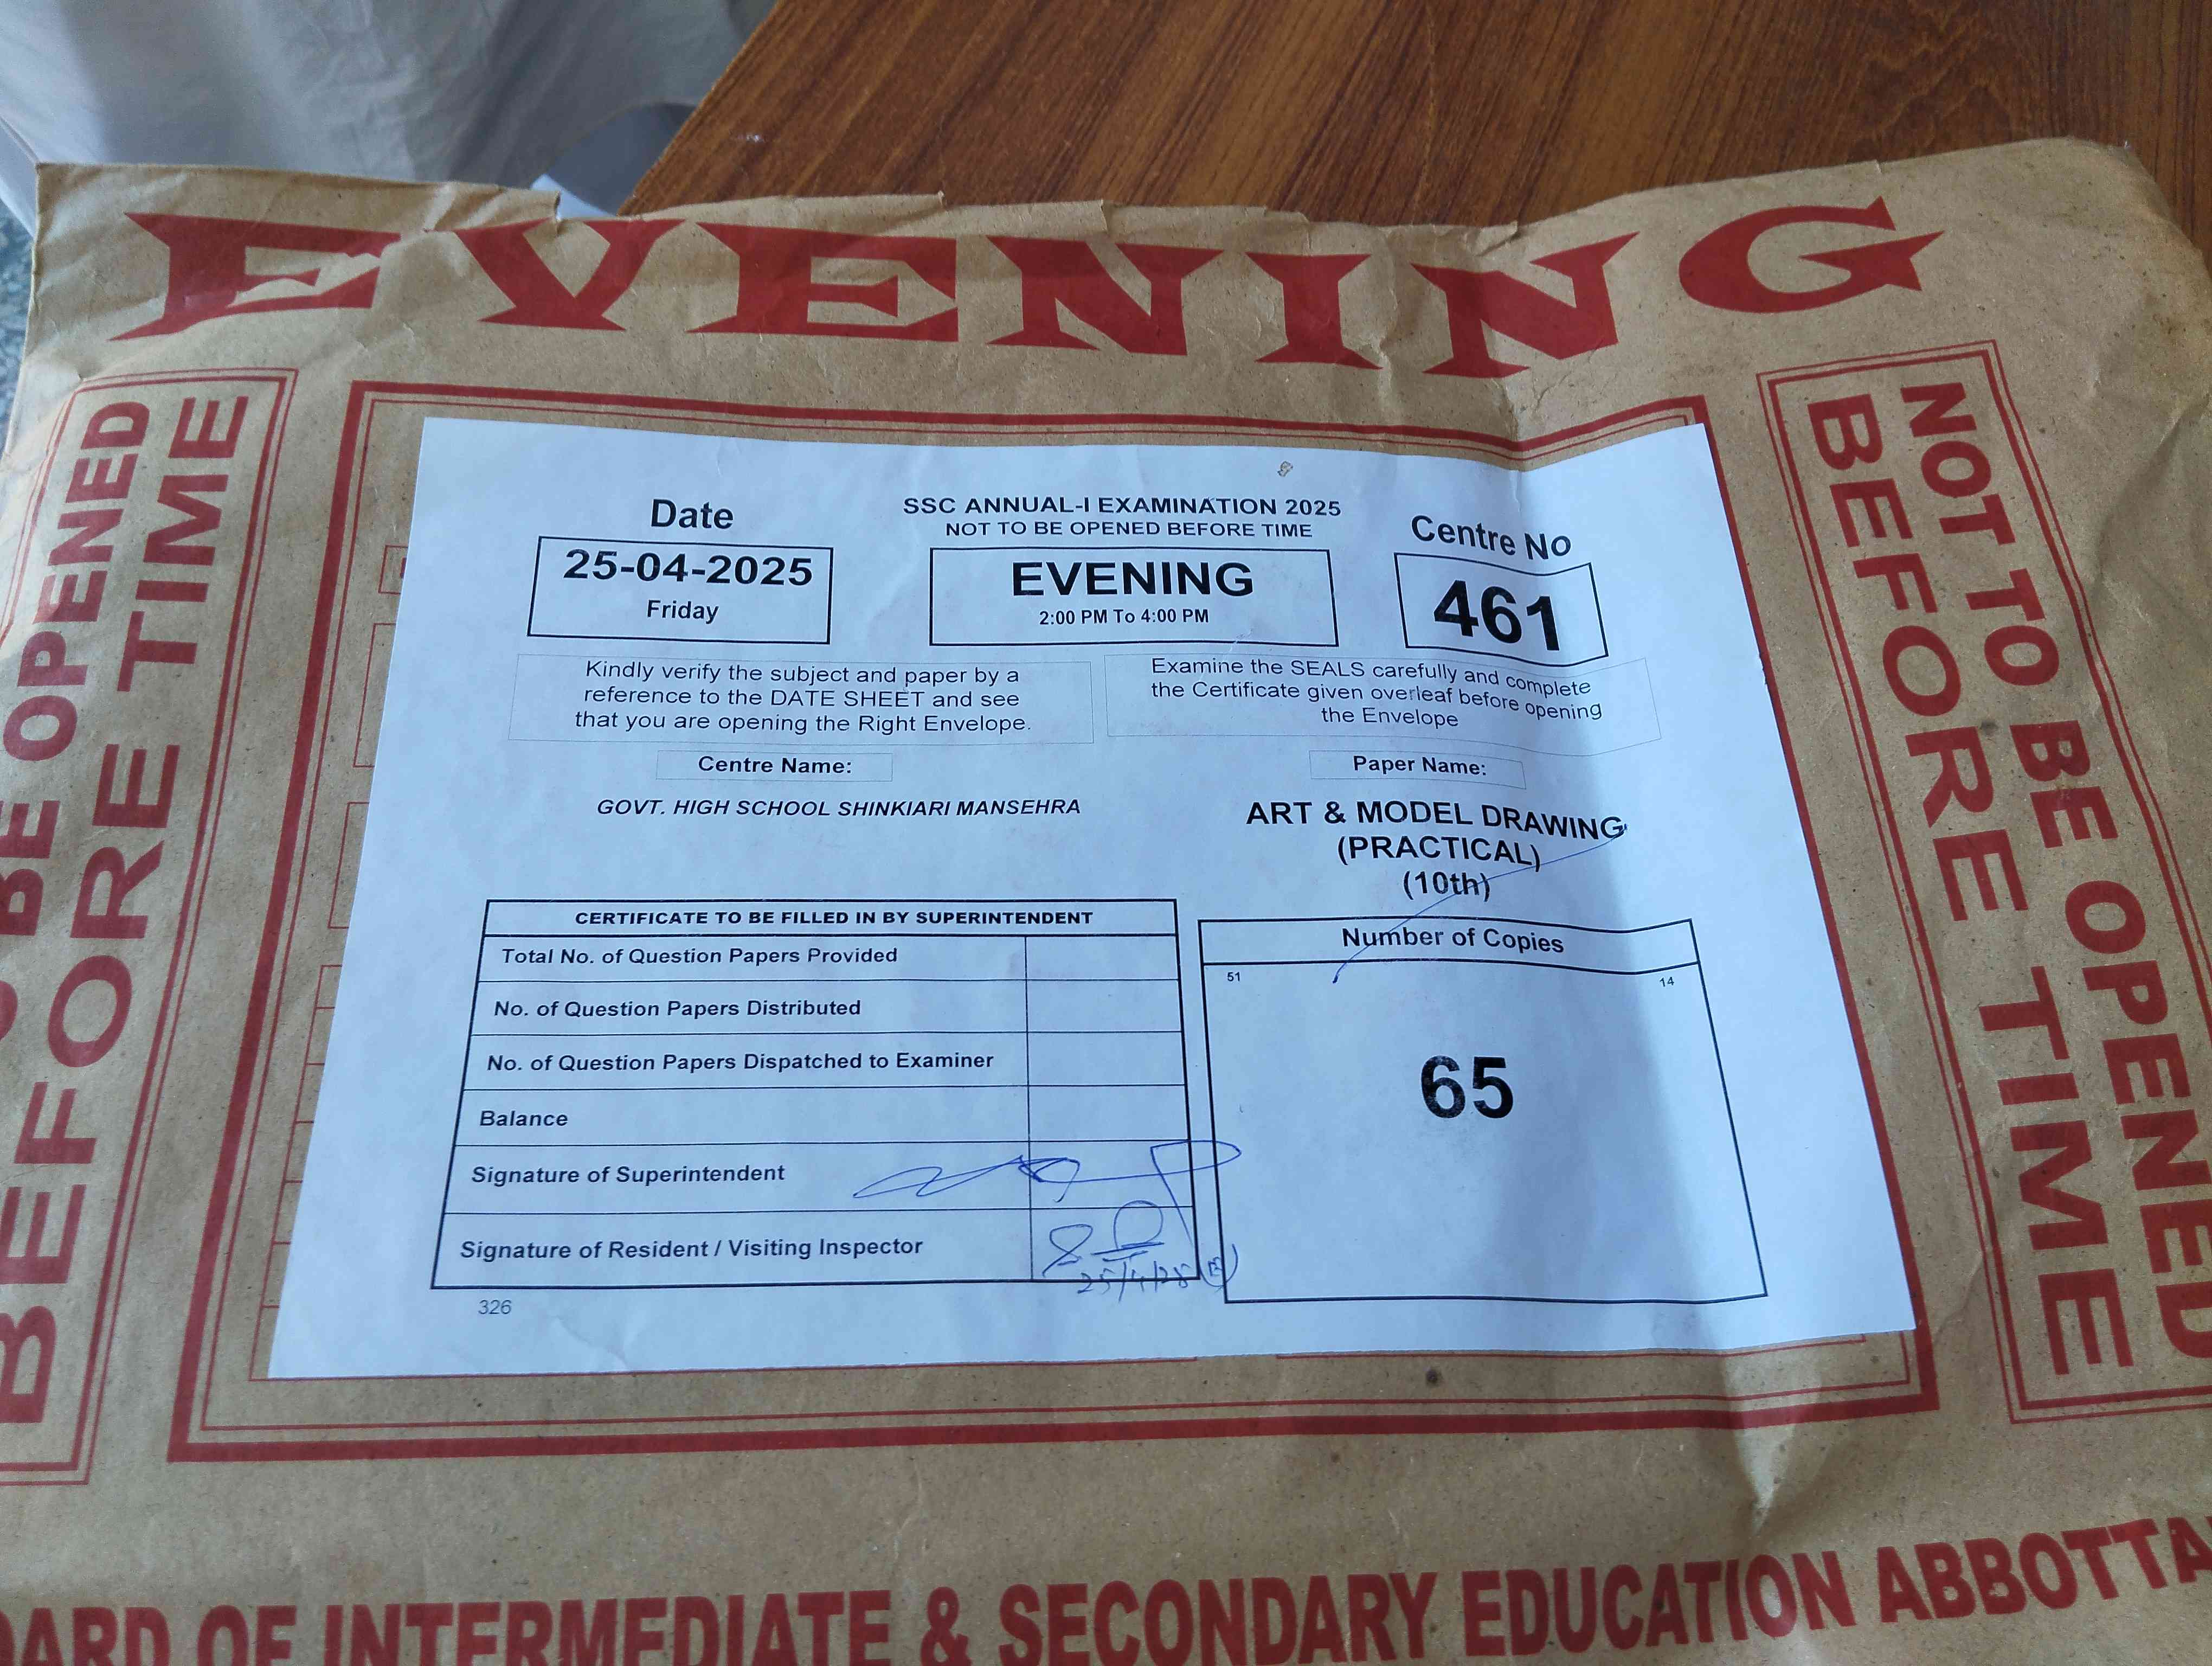 EVENING
NOT TO BE OPENED
BEFORE TIME
BE OPENED
BEFORE TIME
Date
25-04-2025
Friday
SSC ANNUAL-I EXAMINATION 2025
NOT TO BE OPENED BEFORE TIME
EVENING
2:00 PM To 4:00 PM
Centre No
461
Kindly verify the subject and paper by a
reference to the DATE SHEET and see
that you are opening the Right Envelope.
Examine the SEALS carefully and complete
the Certificate given overleaf before opening
the Envelope
Centre Name:
GOVT. HIGH SCHOOL SHINKIARI MANSEHRA
Paper Name:
ART & MODEL DRAWING
(PRACTICAL)
(10th)
CERTIFICATE TO BE FILLED IN BY SUPERINTENDENT
Total No. of Question Papers Provided
No. of Question Papers Distributed
No. of Question Papers Dispatched to Examiner
Balance
Signature of Superintendent
Signature of Resident / Visiting Inspector
25/4/25 (E)
326
Number of Copies
51
14
65
ARD OF INTERMEDIATE & SECONDARY EDUCATION ABBOTTA